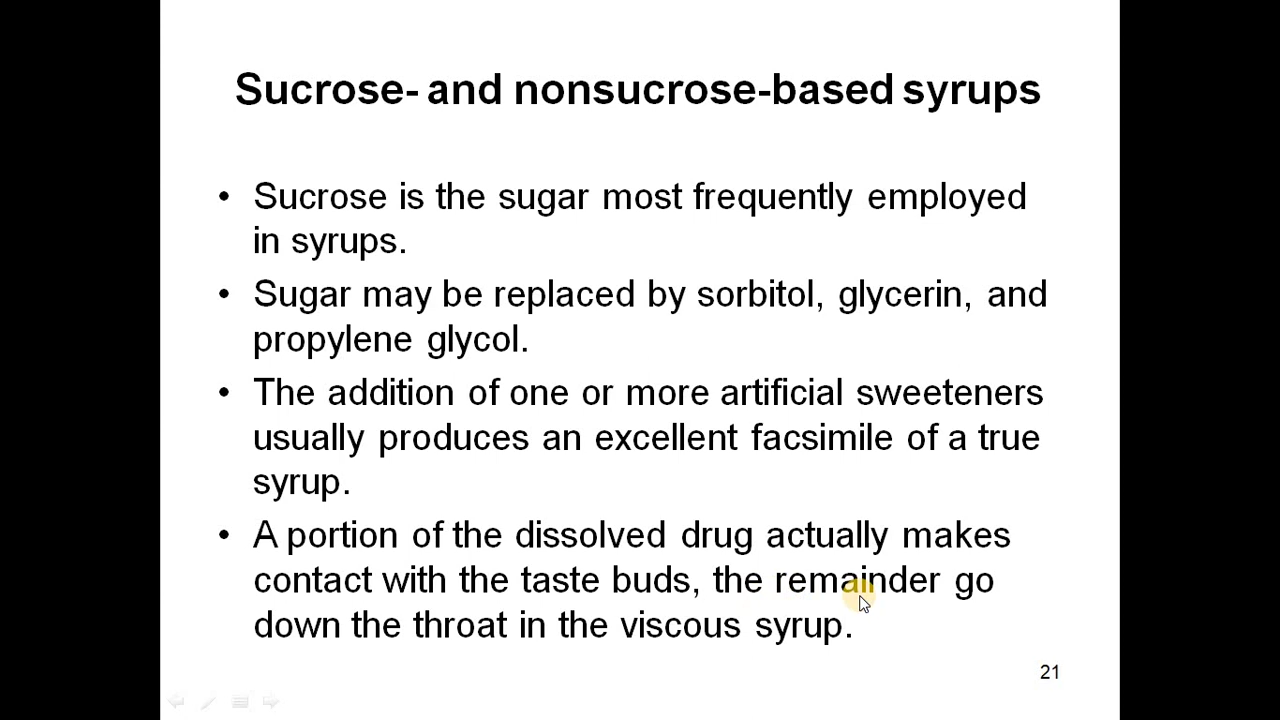 Sucrose- and nonsucrose-based syrups
• Sucrose is the sugar most frequently employed
in syrups.
• Sugar may be replaced by sorbitol, glycerin, and
propylene glycol.
• The addition of one or more artificial sweeteners
usually produces an excellent facsimile of a true
syrup.
• A portion of the dissolved drug actually makes
contact with the taste buds, the remainder go
down the throat in the viscous syrup.
21